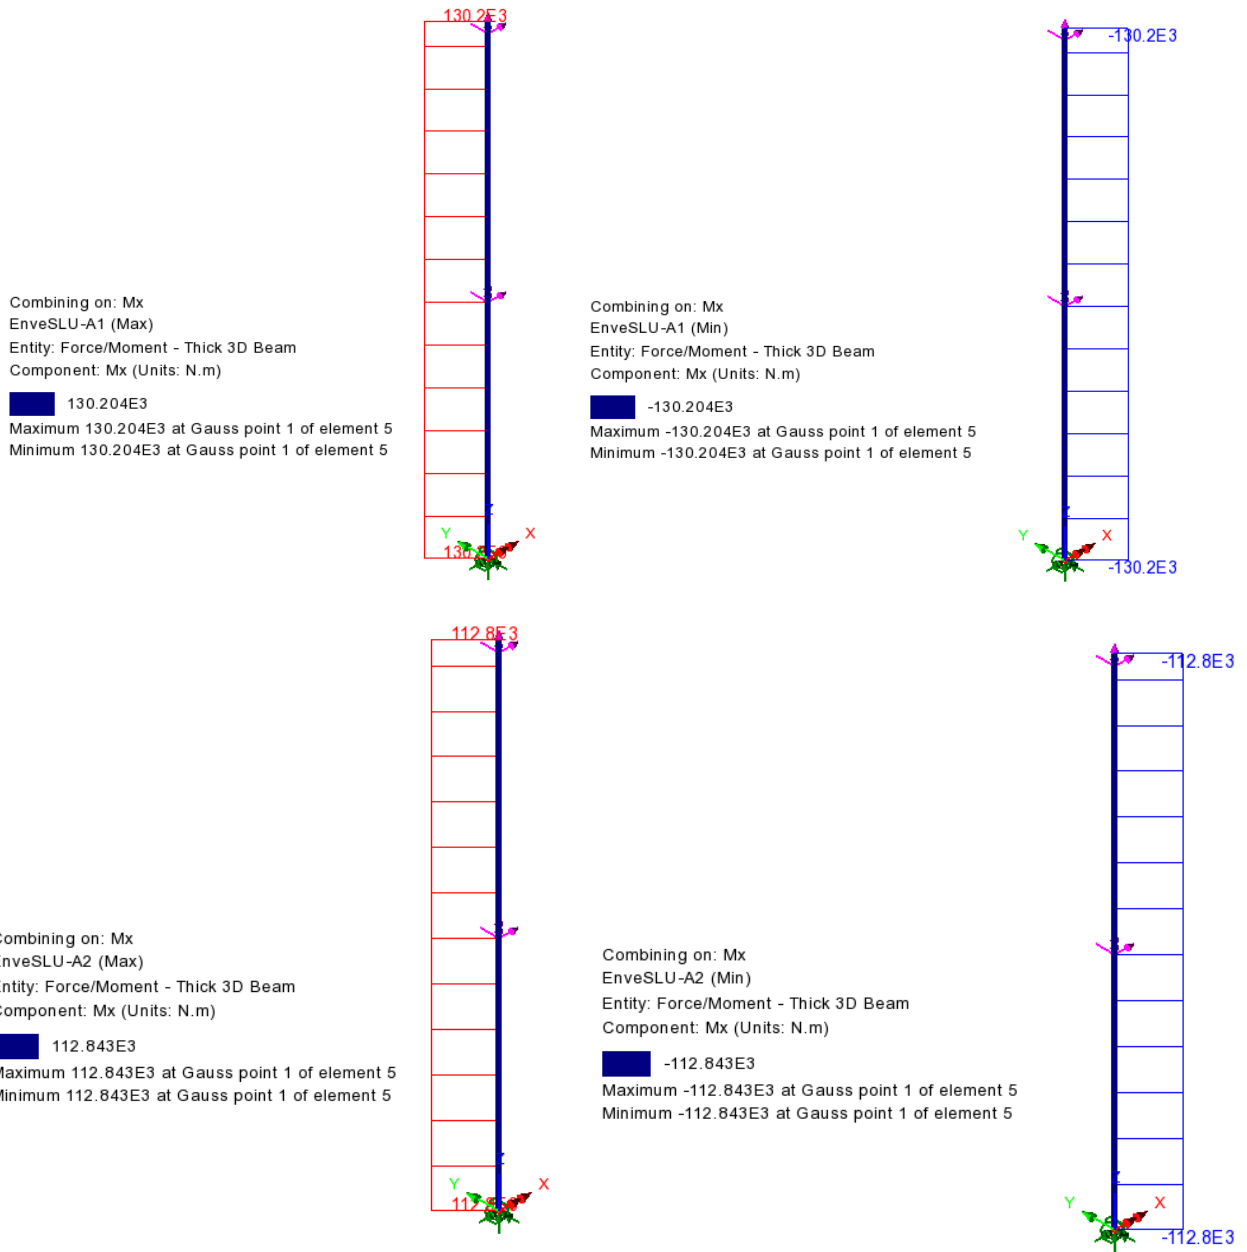 130.2E3
Combining on: Mx
EnveSLU-A1 (Max)
Entity: Force/Moment - Thick 3D Beam
Component: Mx (Units: N.m)
130.204E3
Maximum 130.204E3 at Gauss point 1 of element 5
Minimum 130.204E3 at Gauss point 1 of element 5
Z
Y
X
-130.2E3
Combining on: Mx
EnveSLU-A1 (Min)
Entity: Force/Moment - Thick 3D Beam
Component: Mx (Units: N.m)
-130.204E3
Maximum -130.204E3 at Gauss point 1 of element 5
Minimum -130.204E3 at Gauss point 1 of element 5
Y
X
-130.2E3
112.8E3
Combining on: Mx
EnveSLU-A2 (Max)
Entity: Force/Moment - Thick 3D Beam
Component: Mx (Units: N.m)
112.843E3
Maximum 112.843E3 at Gauss point 1 of element 5
Minimum 112.843E3 at Gauss point 1 of element 5
Y
X
-112.8E3
Combining on: Mx
EnveSLU-A2 (Min)
Entity: Force/Moment - Thick 3D Beam
Component: Mx (Units: N.m)
-112.843E3
Maximum -112.843E3 at Gauss point 1 of element 5
Minimum -112.843E3 at Gauss point 1 of element 5
Y
X
-112.8E3